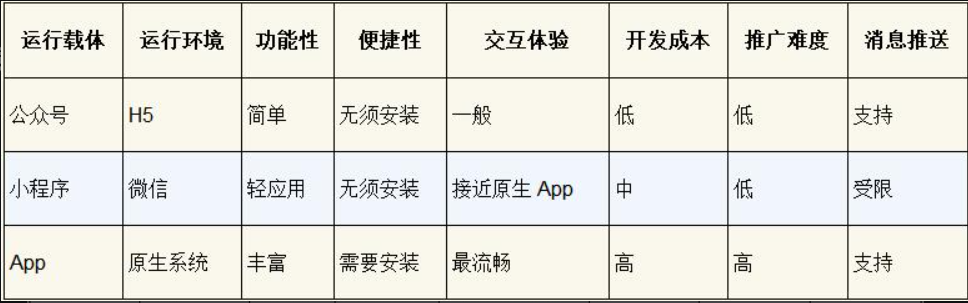 运行载体 运行环境 功能性 便捷性 交互体验 开发成本 推广难度 消息推送
公众号 H5 简单 无须安装 一般 低 低 支持
小程序 微信 轻应用 无须安装 接近原生 App 中 低 受限
App 原生系统 丰富 需要安装 最流畅 高 高 支持